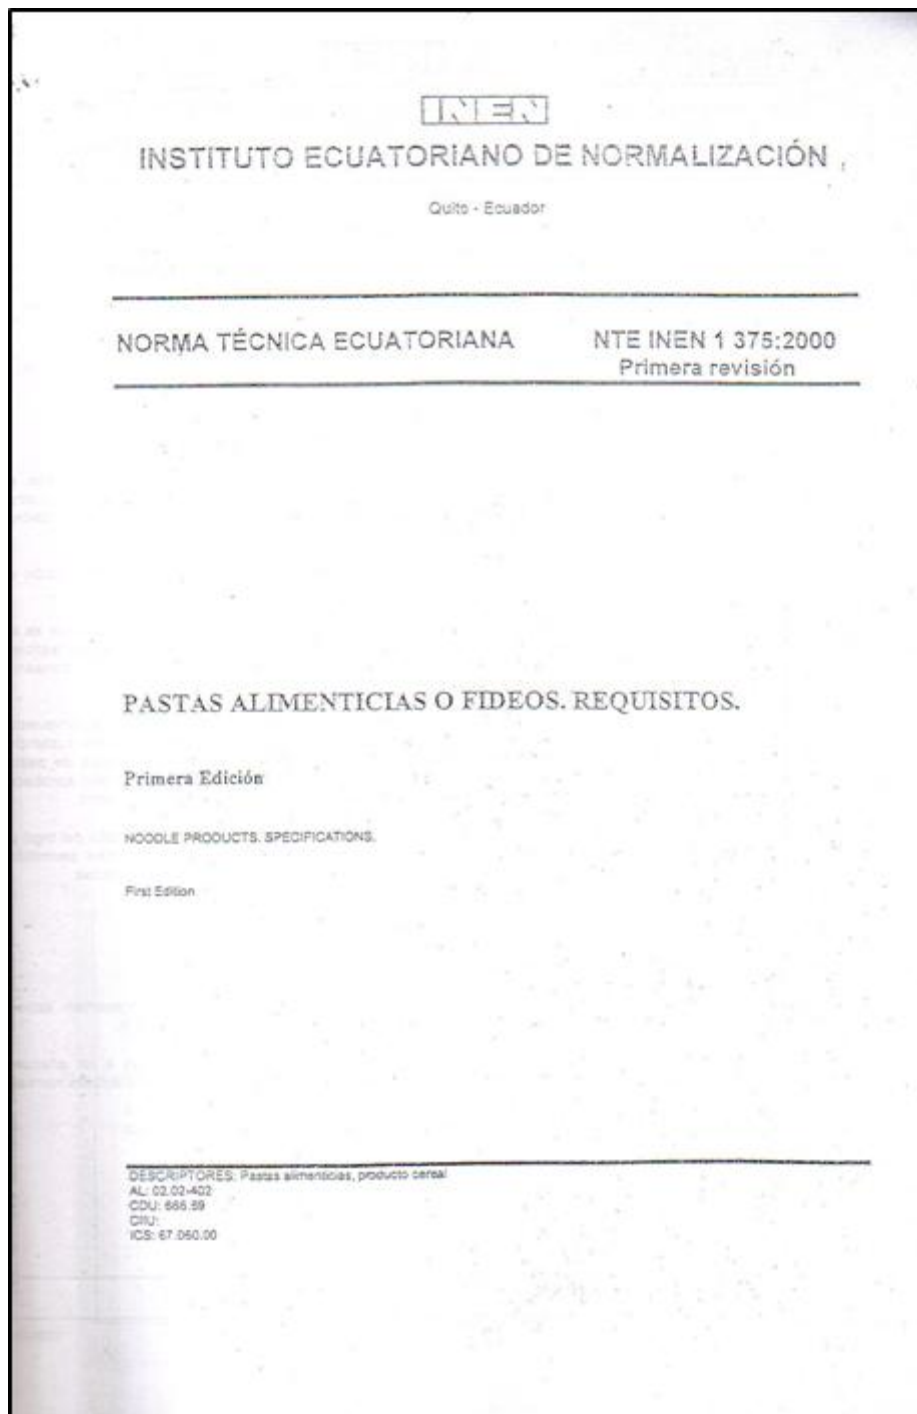 INEN
INSTITUTO ECUATORIANO DE NORMALIZACIÓN
Quito - Ecuador
NORMA TÉCNICA ECUATORIANA
NTE INEN 1 375:2000
Primera revisión
PASTAS ALIMENTICIAS O FIDEOS. REQUISITOS.
Primera Edición
NOODLE PRODUCTS. SPECIFICATIONS.
First Edition
DESCRIPTORES: Pastas alimenticias, producto cereal
AL: 02.02-402
CDU: 666.59
CIIU:
ICS: 67.060.00